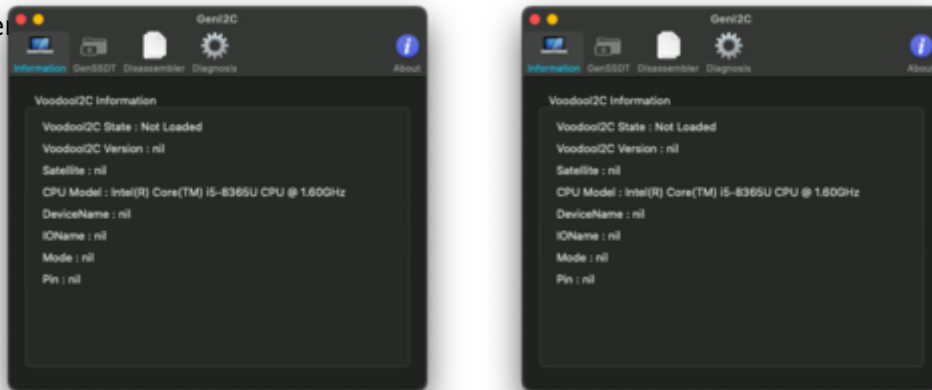 er
GenI2C
Information GenSSDT Disassembler Diagnosis About
VoodooI2C Information
VoodooI2C State : Not Loaded
VoodooI2C Version : nil
Satellite : nil
CPU Model : Intel(R) Core(TM) i5-8365U CPU @ 1.60GHz
DeviceName : nil
IOName : nil
Mode : nil
Pin : nil
GenI2C
Information GenSSDT Disassembler Diagnosis About
VoodooI2C Information
VoodooI2C State : Not Loaded
VoodooI2C Version : nil
Satellite : nil
CPU Model : Intel(R) Core(TM) i5-8365U CPU @ 1.60GHz
DeviceName : nil
IOName : nil
Mode : nil
Pin : nil